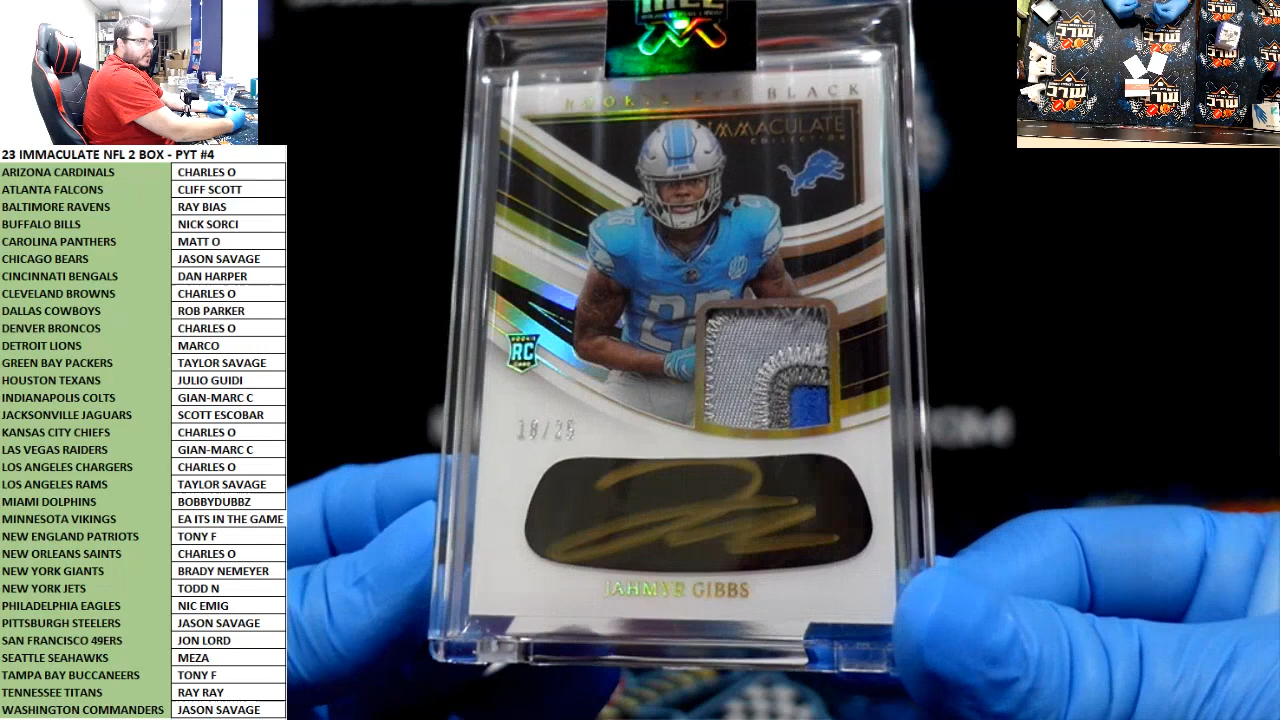 23 IMMACULATE NFL 2 BOX - PYT #4
ARIZONA CARDINALS CHARLES O
ATLANTA FALCONS CLIFF SCOTT
BALTIMORE RAVENS RAY BIAS
BUFFALO BILLS NICK SORCI
CAROLINA PANTHERS MATT O
CHICAGO BEARS JASON SAVAGE
CINCINNATI BENGALS DAN HARPER
CLEVELAND BROWNS CHARLES O
DALLAS COWBOYS ROB PARKER
DENVER BRONCOS CHARLES O
DETROIT LIONS MARCO
GREEN BAY PACKERS TAYLOR SAVAGE
HOUSTON TEXANS JULIO GUIDI
INDIANAPOLIS COLTS GIAN-MARC C
JACKSONVILLE JAGUARS SCOTT ESCOBAR
KANSAS CITY CHIEFS CHARLES O
LAS VEGAS RAIDERS GIAN-MARC C
LOS ANGELES CHARGERS CHARLES O
LOS ANGELES RAMS TAYLOR SAVAGE
MIAMI DOLPHINS BOBBYDUBBZ
MINNESOTA VIKINGS EA ITS IN THE GAME
NEW ENGLAND PATRIOTS TONY F
NEW ORLEANS SAINTS CHARLES O
NEW YORK GIANTS BRADY NEMEYER
NEW YORK JETS TODD N
PHILADELPHIA EAGLES NIC EMIG
PITTSBURGH STEELERS JASON SAVAGE
SAN FRANCISCO 49ERS JON LORD
SEATTLE SEAHAWKS MEZA
TAMPA BAY BUCCANEERS TONY F
TENNESSEE TITANS RAY RAY
WASHINGTON COMMANDERS JASON SAVAGE
ROOKIE EYE BLACK
IMMACULATE
COLLECTION
26
ROOKIE
RC
18/25
JAHMYR GIBBS